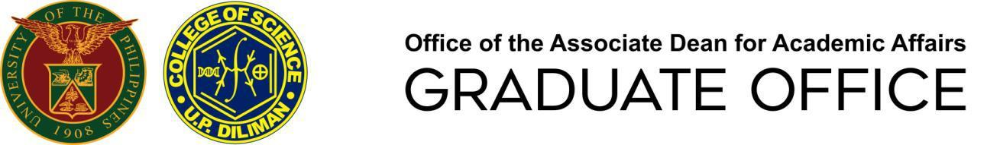 UNIVERSITY OF THE PHILIPPINES
1908
COLLEGE OF SCIENCE
U.P. DILIMAN
Office of the Associate Dean for Academic Affairs
GRADUATE OFFICE